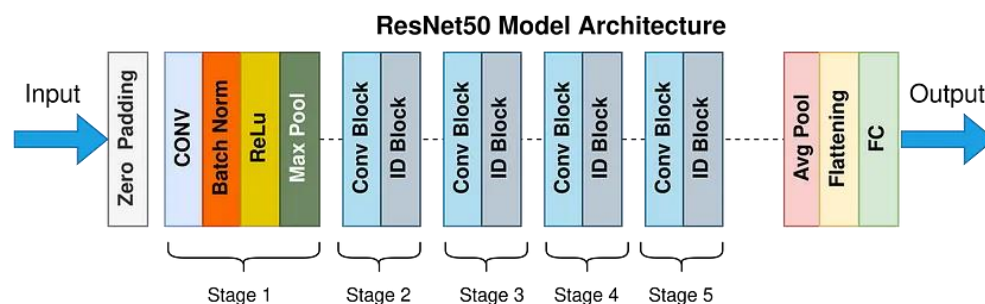 ResNet50 Model Architecture
Input
Zero Padding
CONV
Batch Norm
ReLu
Max Pool
Conv Block
ID Block
Conv Block
ID Block
Conv Block
ID Block
Conv Block
ID Block
Avg Pool
Flattening
FC
Output
Stage 1
Stage 2
Stage 3
Stage 4
Stage 5